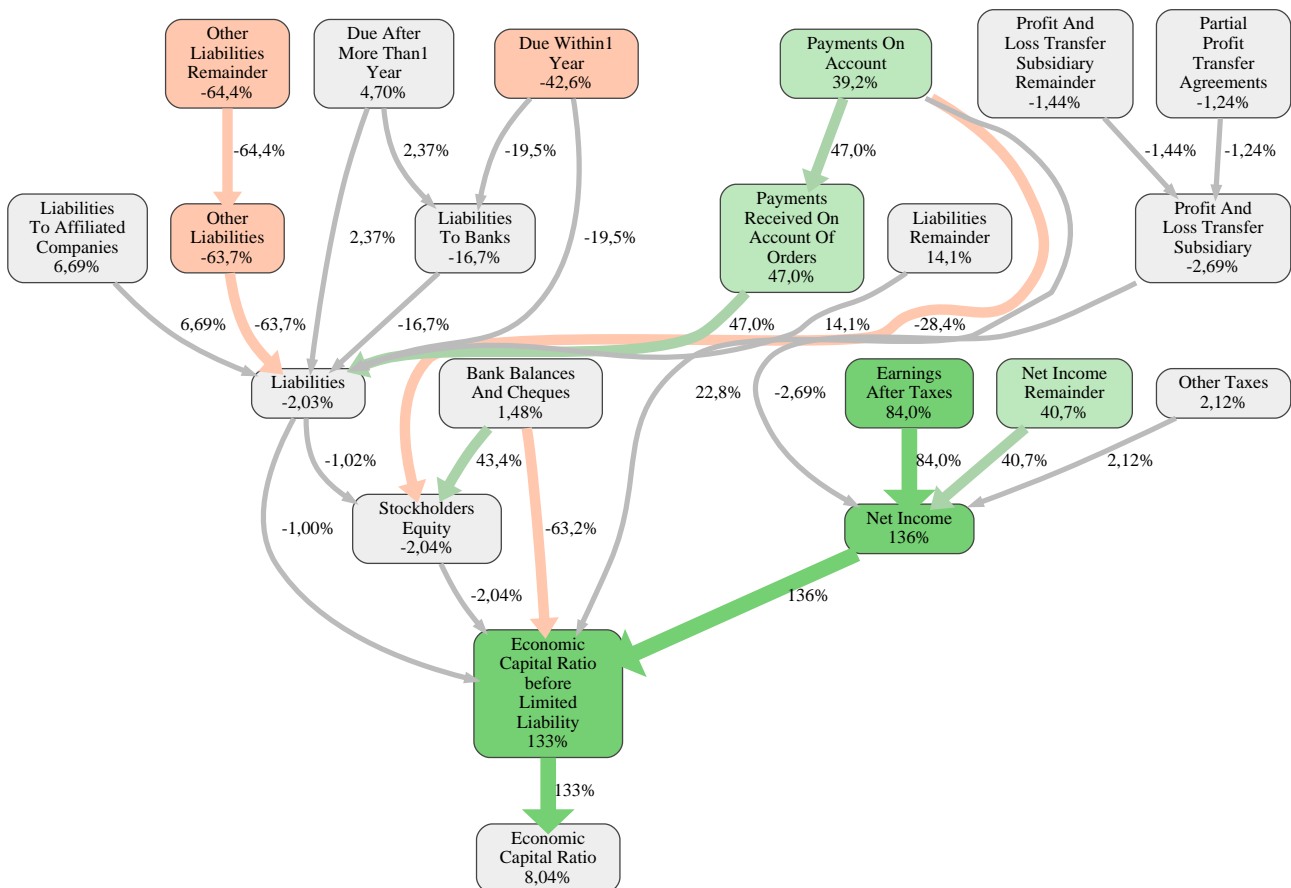 Other
Liabilities
Remainder
-64,4%
Due After
More Than1
Year
4,70%
Due Within1
Year
-42,6%
Payments On
Account
39,2%
Profit And
Loss Transfer
Subsidiary
Remainder
-1,44%
Partial
Profit
Transfer
Agreements
-1,24%
-64,4%
2,37%
-19,5%
47,0%
-1,44%
-1,24%
Liabilities
To Affiliated
Companies
6,69%
Other
Liabilities
-63,7%
2,37%
Liabilities
To Banks
-16,7%
-19,5%
Payments
Received On
Account Of
Orders
47,0%
Liabilities
Remainder
14,1%
Profit And
Loss Transfer
Subsidiary
-2,69%
6,69%
-63,7%
-16,7%
47,0%
14,1%
-28,4%
Liabilities
-2,03%
Bank Balances
And Cheques
1,48%
22,8%
-2,69%
Earnings
After Taxes
84,0%
Net Income
Remainder
40,7%
Other Taxes
2,12%
-1,02%
43,4%
84,0%
40,7%
2,12%
-1,00%
Stockholders
Equity
-2,04%
-63,2%
Net Income
136%
-2,04%
136%
Economic
Capital Ratio
before
Limited
Liability
133%
133%
Economic
Capital Ratio
8,04%